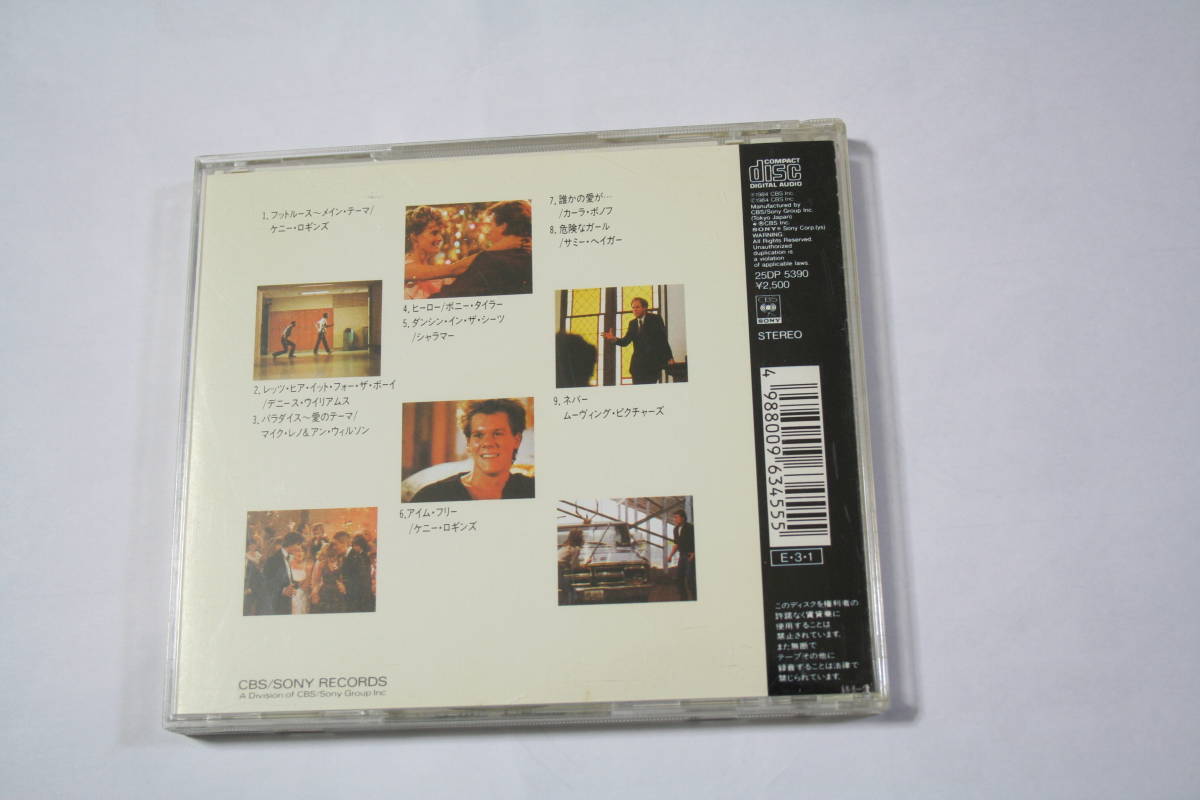 1. フットルース〜メイン・テーマ/
ケニー・ロギンズ
2. レッツ・ヒア・イット・フォー・ザ・ボーイ
/デニース・ウイリアムス
3. パラダイス〜愛のテーマ/
マイク・レノ&アン・ウィルソン
4. ヒーロー/ボニー・タイラー
5. ダンシン・イン・ザ・シーツ
/シャラマー
6. アイム・フリー
/ケニー・ロギンズ
7. 誰かの愛が…
/カーラ・ボノフ
8. 危険なガール
/サミー・ヘイガー
9. ネバー
ムーヴィング・ピクチャーズ
CBS/SONY RECORDS
A Division of CBS/Sony Group Inc
COMPACT
disc
DIGITAL AUDIO
℗1984 CBS Inc.
©1984 CBS Inc.
Manufactured by
CBS/Sony Group Inc.
(Tokyo Japan)
SONY® Sony Corp.(ys)
WARNING:
All Rights Reserved.
Unauthorized
duplication is
a violation
of applicable laws.
25DP 5390
¥2,500
CBS
SONY
STEREO
4 988009 634555
E・3・1
このディスクを権利者の
許諾なく賃貸業に
使用することは
禁止されています。
また無断で
テープその他に
録音することは法律で
禁じられています。